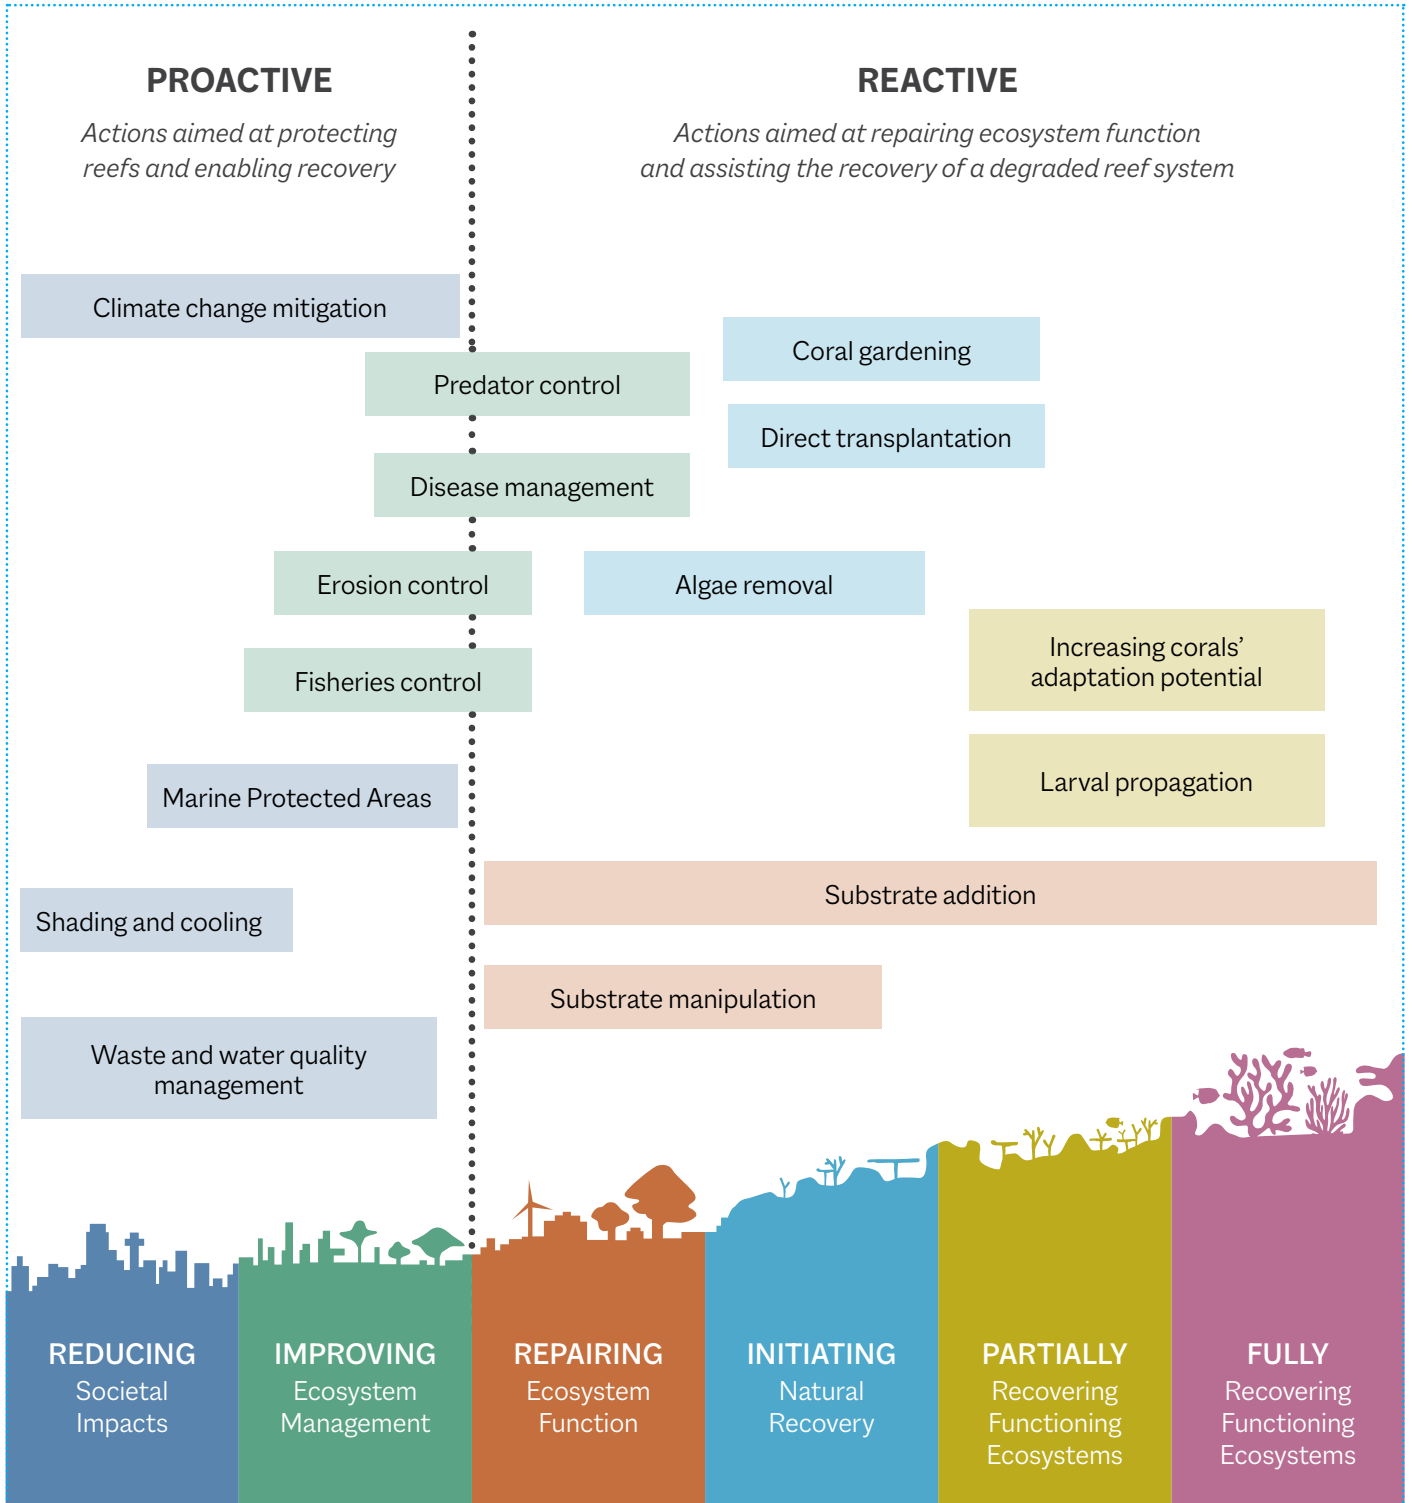 PROACTIVE
Actions aimed at protecting
reefs and enabling recovery
REACTIVE
Actions aimed at repairing ecosystem function
and assisting the recovery of a degraded reef system
Climate change mitigation
Predator control
Coral gardening
Direct transplantation
Disease management
Erosion control
Algae removal
Increasing corals’
adaptation potential
Fisheries control
Marine Protected Areas
Larval propagation
Substrate addition
Shading and cooling
Substrate manipulation
Waste and water quality
management
REDUCING
Societal
Impacts
IMPROVING
Ecosystem
Management
REPAIRING
Ecosystem
Function
INITIATING
Natural
Recovery
PARTIALLY
Recovering
Functioning
Ecosystems
FULLY
Recovering
Functioning
Ecosystems